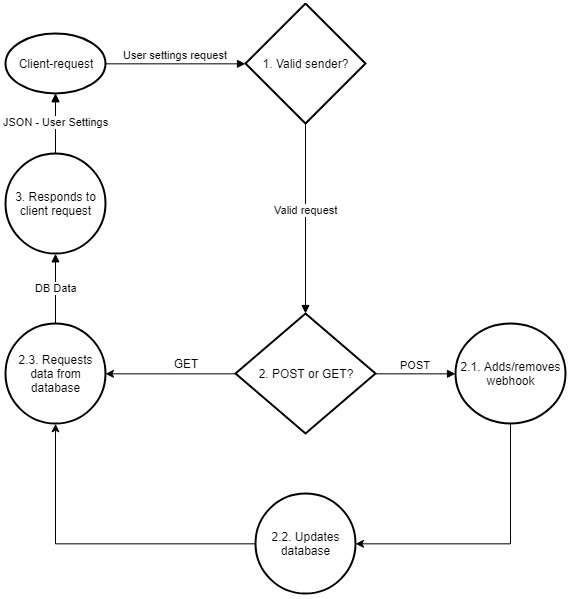 Client-request
User settings request
1. Valid sender?
JSON - User Settings
3. Responds to
client request
Valid request
DB Data
2.3. Requests
data from
database
GET
2. POST or GET?
POST
2.1. Adds/removes
webhook
2.2. Updates
database